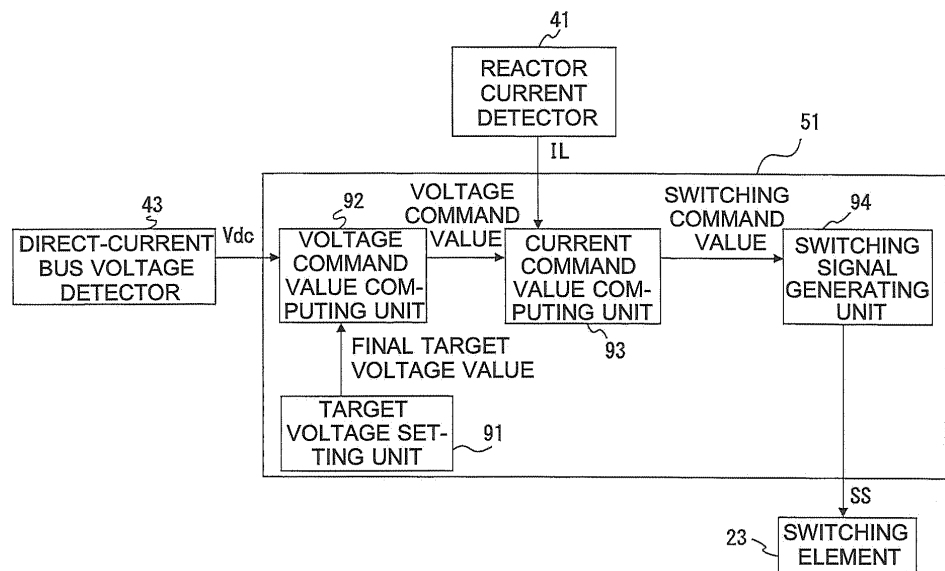 41
REACTOR
CURRENT
DETECTOR
IL
51
43
DIRECT-CURRENT
BUS VOLTAGE
DETECTOR
Vdc
92
VOLTAGE
COMMAND
VALUE COM-
PUTING UNIT
VOLTAGE
COMMAND
VALUE
CURRENT
COMMAND
VALUE COM-
PUTING UNIT
93
SWITCHING
COMMAND
VALUE
94
SWITCHING
SIGNAL
GENERATING
UNIT
FINAL TARGET
VOLTAGE VALUE
TARGET
VOLTAGE SET-
TING UNIT
91
SS
23
SWITCHING
ELEMENT